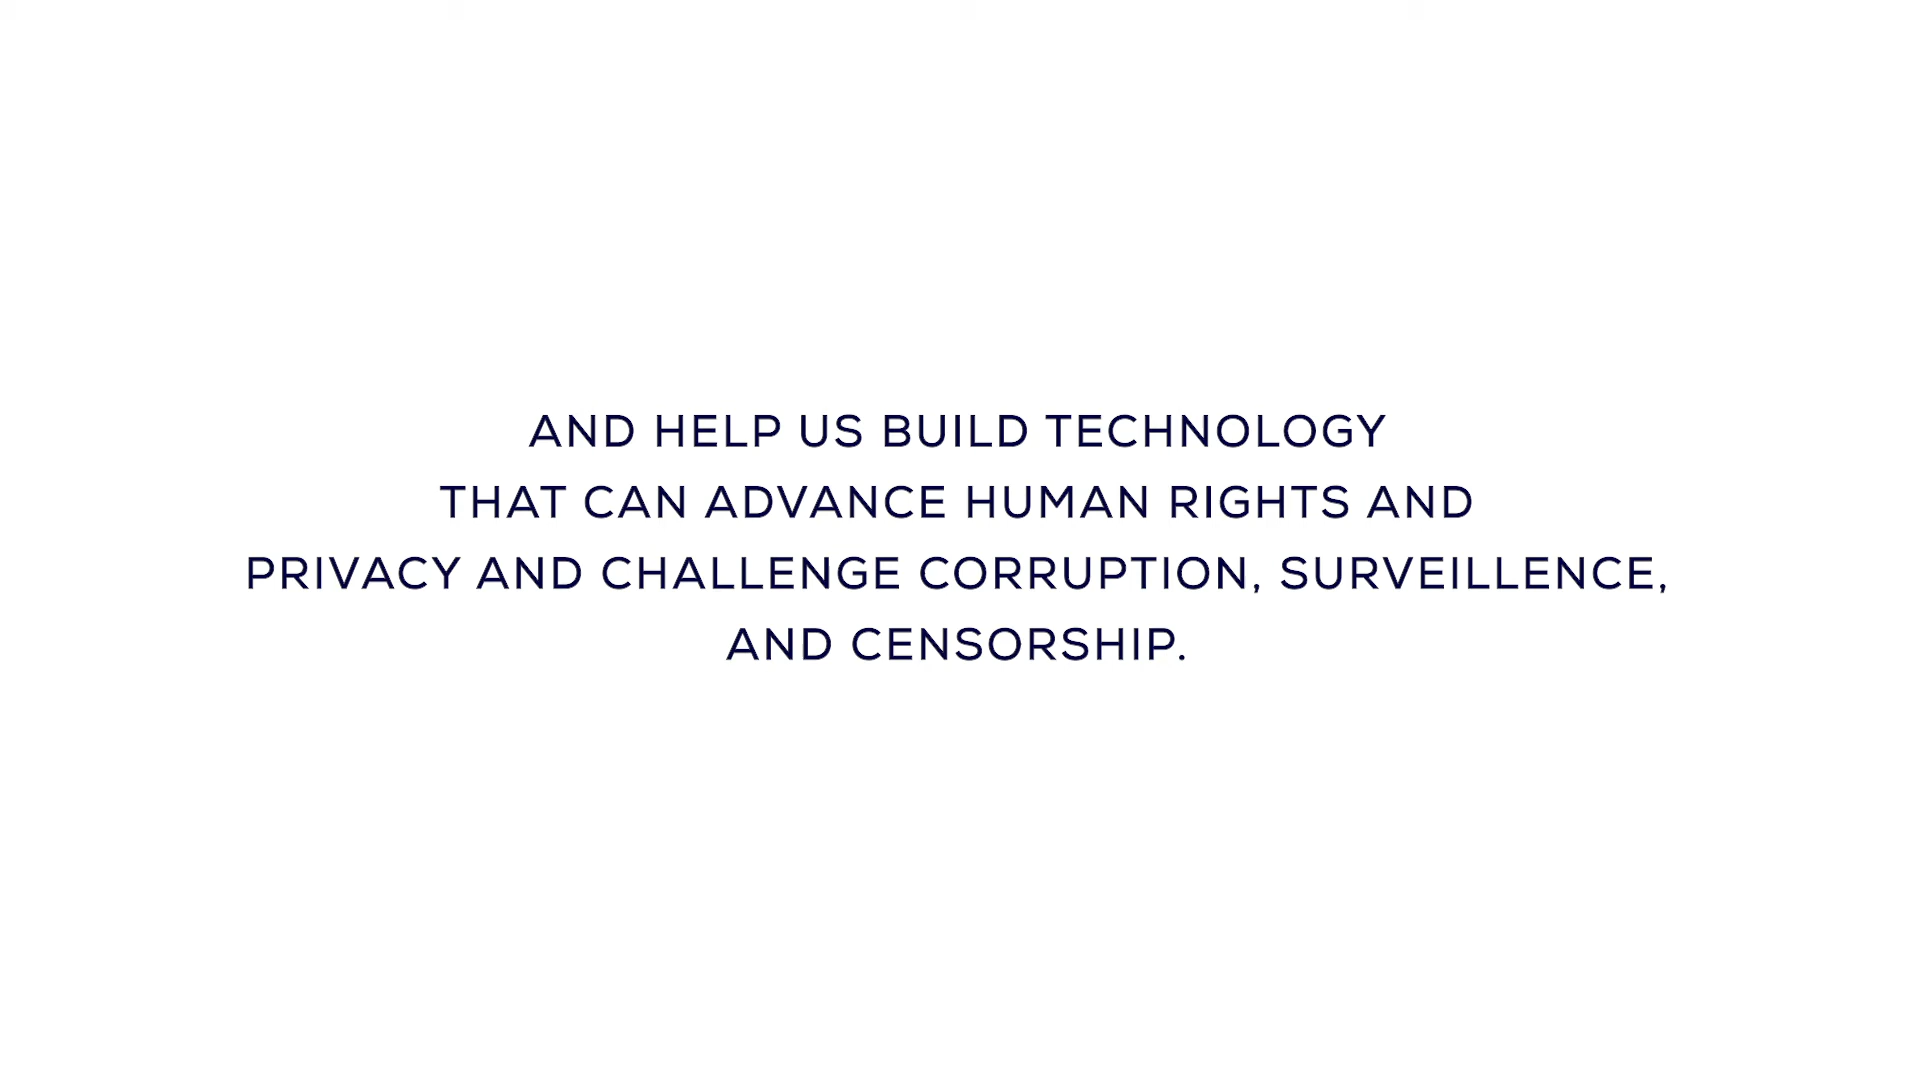 AND HELP US BUILD TECHNOLOGY
THAT CAN ADVANCE HUMAN RIGHTS AND
PRIVACY AND CHALLENGE CORRUPTION, SURVEILLENCE,
AND CENSORSHIP.